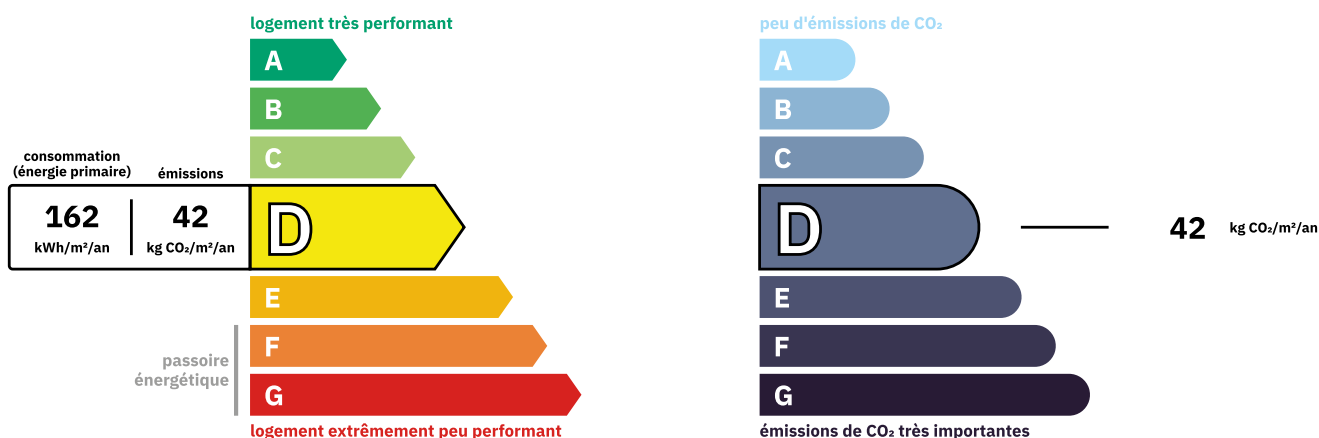 logement très performant
A
B
C
consommation
(énergie primaire)
émissions
162
kWh/m²/an
42
kg CO₂/m²/an
D
E
F
G
passoire
énergétique
logement extrêmement peu performant
peu d'émissions de CO₂
A
B
C
D
42 kg CO₂/m²/an
E
F
G
émissions de CO₂ très importantes